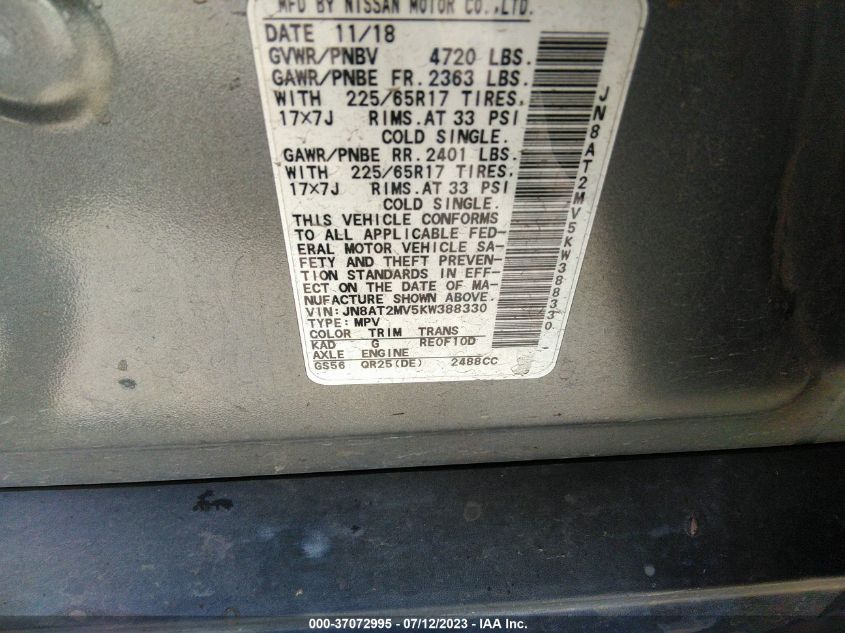 MFD BY NISSAN MOTOR CO.,LTD.
DATE 11/18
GVWR/PNBV 4720 LBS.
GAWR/PNBE FR. 2363 LBS.
WITH 225/65R17 TIRES,
17×7J RIMS.AT 33 PSI
COLD SINGLE.
GAWR/PNBE RR. 2401 LBS.
WITH 225/65R17 TIRES.
17×7J RIMS.AT 33 PSI
COLD SINGLE.
THIS VEHICLE CONFORMS
TO ALL APPLICABLE FED-
ERAL MOTOR VEHICLE SA-
FETY AND THEFT PREVEN-
TION STANDARDS IN EFF-
ECT ON THE DATE OF MA-
NUFACTURE SHOWN ABOVE.
VIN:JN8AT2MV5KW388330
TYPE:MPV
COLOR TRIM TRANS
KAD G RE0F10D
AXLE ENGINE
GS56 QR25(DE) 2488CC
JN8AT2MV5KW388330
000-37072995 - 07/12/2023 - IAA Inc.